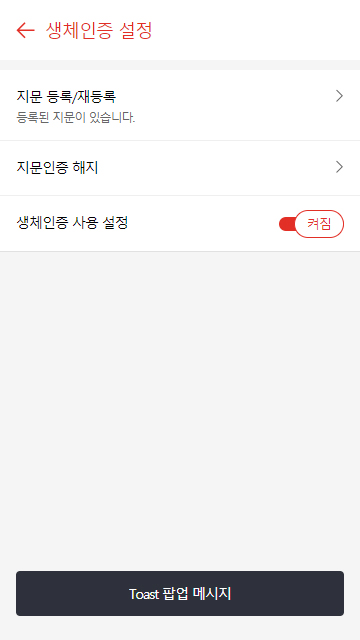 생체인증 설정
지문 등록/재등록
등록된 지문이 있습니다.
지문인증 해지
생체인증 사용 설정
켜짐
Toast 팝업 메시지